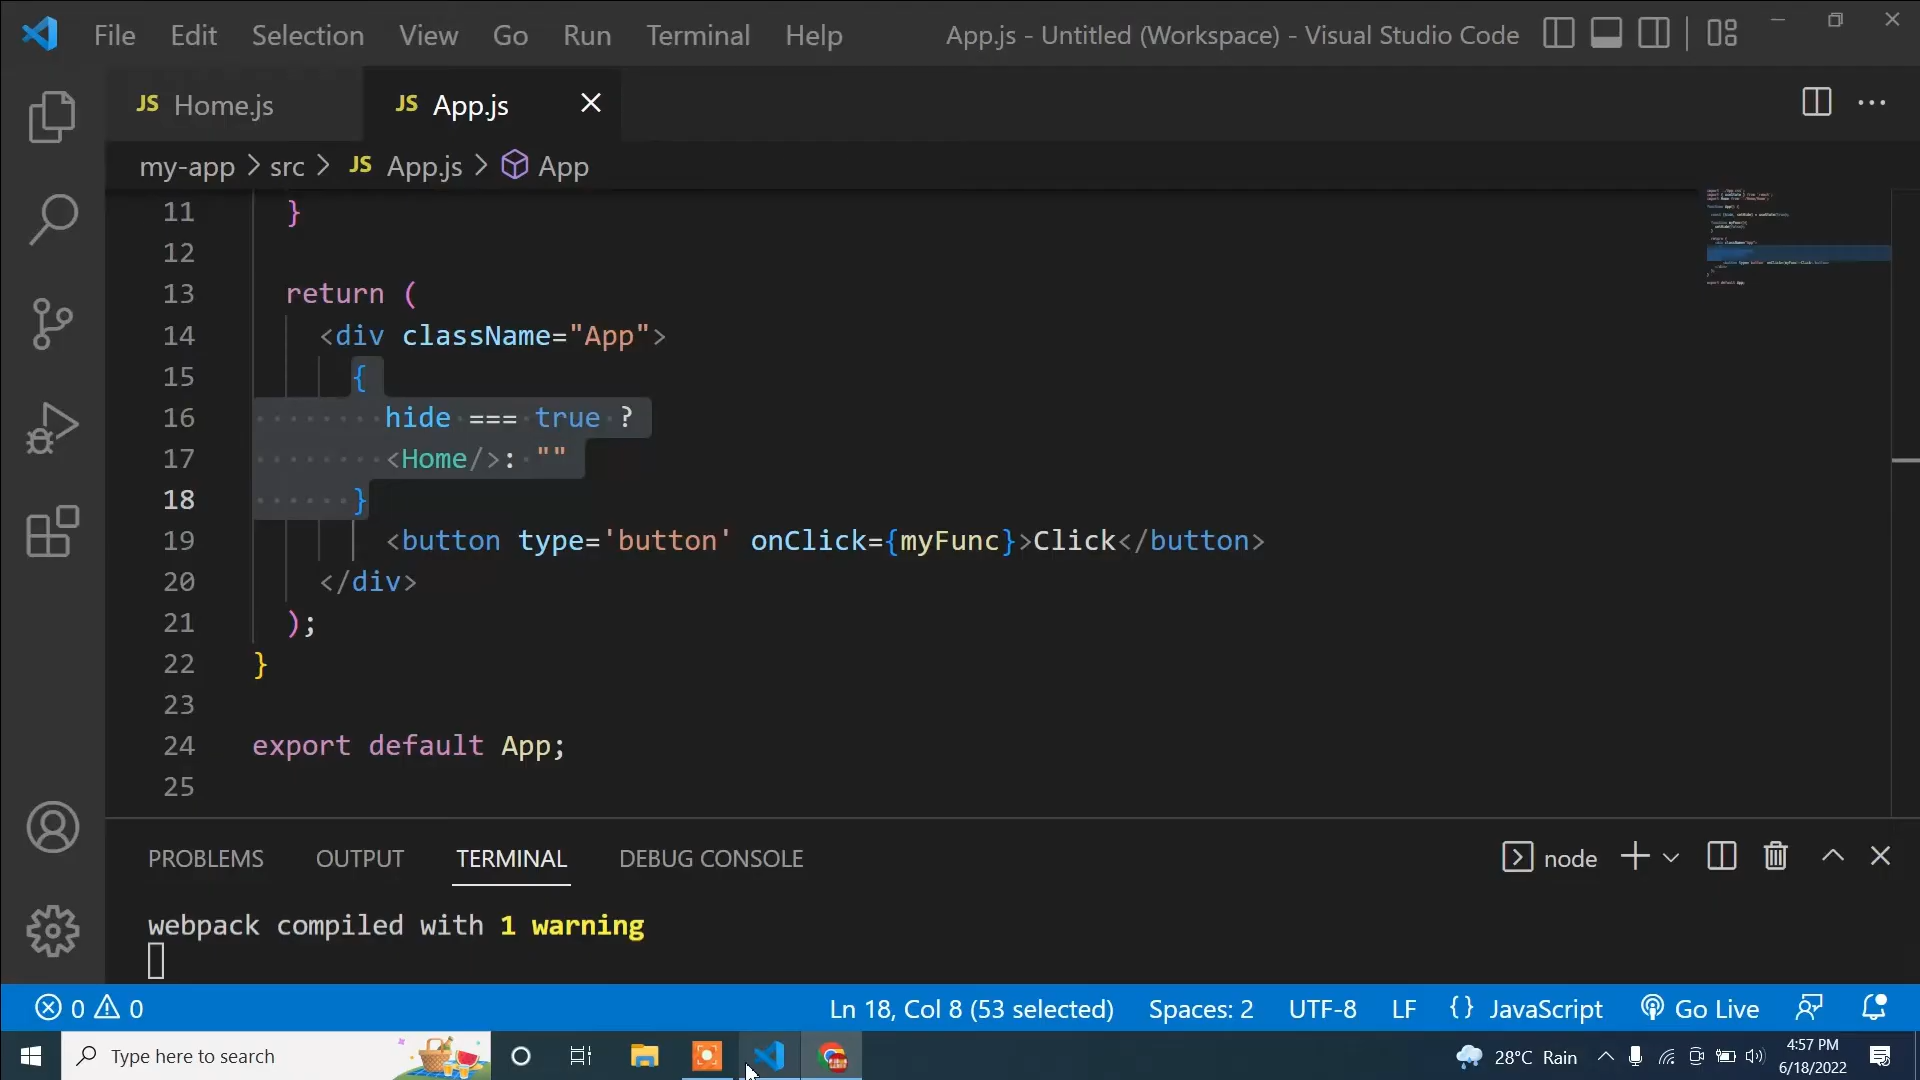 File Edit Selection View Go Run Terminal Help App.js - Untitled (Workspace) - Visual Studio Code
JS Home.js JS App.js
my-app > src > JS App.js > App
11 }
12
13 return (
14 <div className="App">
15 {
16 hide === true ?
17 <Home/>: ""
18 }
19 <button type='button' onClick={myFunc}>Click</button>
20 </div>
21 );
22 }
23
24 export default App;
25
PROBLEMS OUTPUT TERMINAL DEBUG CONSOLE node
webpack compiled with 1 warning
0 0 Ln 18, Col 8 (53 selected) Spaces: 2 UTF-8 LF {} JavaScript Go Live
Type here to search 28°C Rain 4:57 PM
6/18/2022